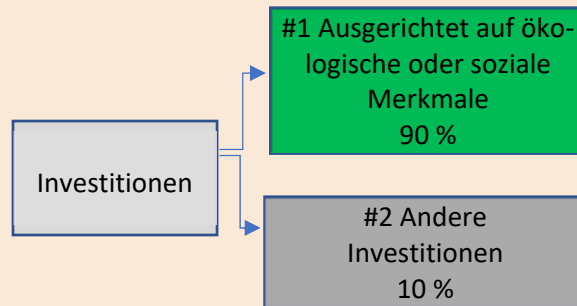 #1 Ausgerichtet auf öko-
logische oder soziale
Merkmale
90 %
Investitionen
#2 Andere
Investitionen
10 %